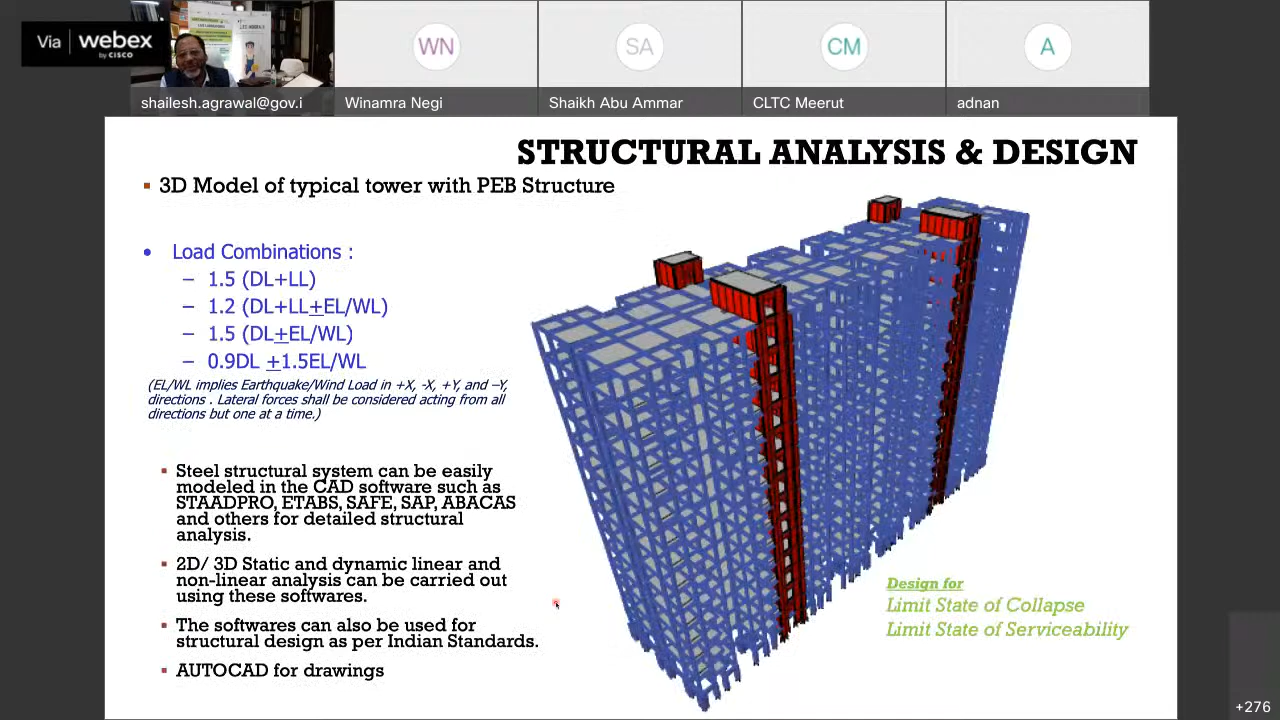 Via webex
by CISCO
WN
SA
CM
A
shailesh.agrawal@gov.i
Winamra Negi
Shaikh Abu Ammar
CLTC Meerut
adnan
STRUCTURAL ANALYSIS & DESIGN
▪ 3D Model of typical tower with PEB Structure
• Load Combinations :
– 1.5 (DL+LL)
– 1.2 (DL+LL+EL/WL)
– 1.5 (DL+EL/WL)
– 0.9DL +1.5EL/WL
(EL/WL implies Earthquake/Wind Load in +X, -X, +Y, and –Y,
directions . Lateral forces shall be considered acting from all
directions but one at a time.)
▪ Steel structural system can be easily
modeled in the CAD software such as
STAADPRO, ETABS, SAFE, SAP, ABACAS
and others for detailed structural
analysis.
▪ 2D/ 3D Static and dynamic linear and
non-linear analysis can be carried out
using these softwares.
▪ The softwares can also be used for
structural design as per Indian Standards.
▪ AUTOCAD for drawings
Design for
Limit State of Collapse
Limit State of Serviceability
+276